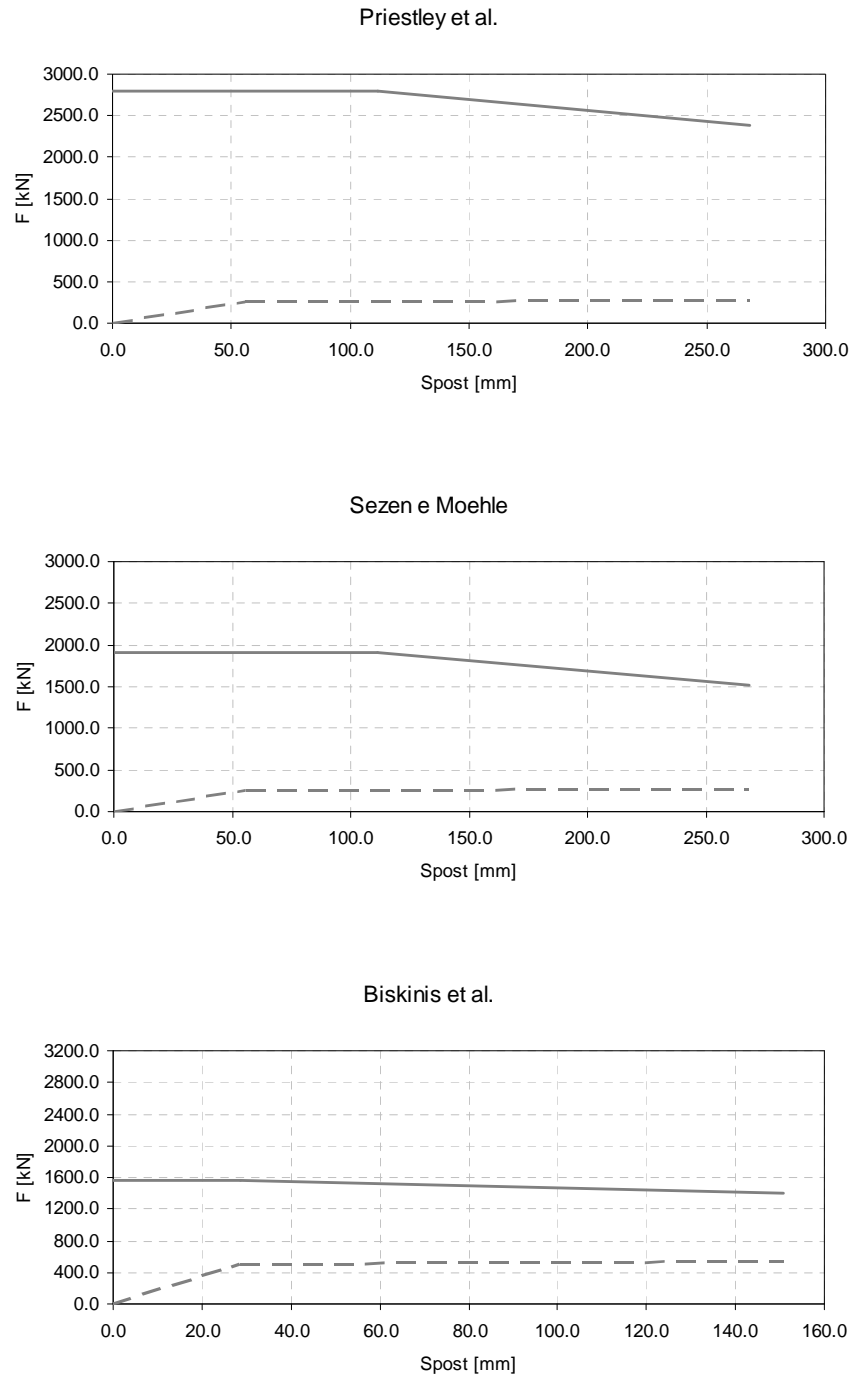 Priestley et al.
3000.0
2500.0
2000.0
1500.0
1000.0
500.0
0.0
F [kN]
0.0 50.0 100.0 150.0 200.0 250.0 300.0
Spost [mm]
Sezen e Moehle
3000.0
2500.0
2000.0
1500.0
1000.0
500.0
0.0
F [kN]
0.0 50.0 100.0 150.0 200.0 250.0 300.0
Spost [mm]
Biskinis et al.
3200.0
2800.0
2400.0
2000.0
1600.0
1200.0
800.0
400.0
0.0
F [kN]
0.0 20.0 40.0 60.0 80.0 100.0 120.0 140.0 160.0
Spost [mm]